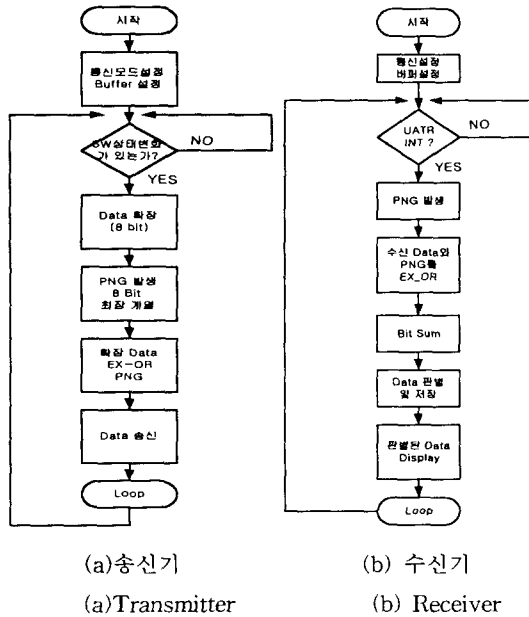 시작
통신모드설정
Buffer 설정
SW상태변화
가 있는가?
NO
YES
Data 확장
(8 bit)
PNG 발생
8 Bit
최장 계열
확장 Data
EX-OR
PNG
Data 송신
Loop
(a)송신기
(a)Transmitter
시작
통신설정
버퍼설정
UATR
INT ?
NO
YES
PNG 발생
수신 Data와
PNG를
EX_OR
Bit Sum
Data 판별
및 저장
판별된 Data
Display
Loop
(b) 수신기
(b) Receiver